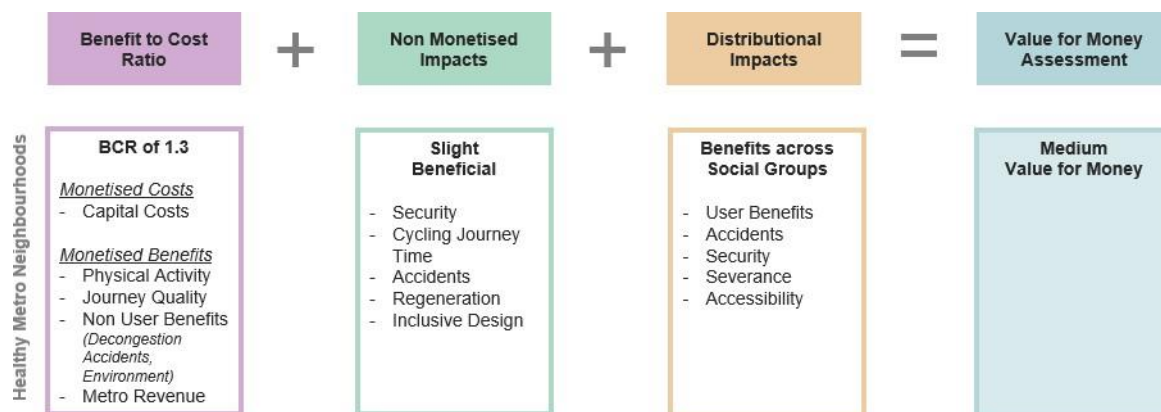 Benefit to Cost
Ratio
+
Non Monetised
Impacts
+
Distributional
Impacts
=
Value for Money
Assessment
Healthy Metro Neighbourhoods
BCR of 1.3
Monetised Costs
- Capital Costs
Monetised Benefits
- Physical Activity
- Journey Quality
- Non User Benefits
(Decongestion
Accidents,
Environment)
- Metro Revenue
Slight
Beneficial
- Security
- Cycling Journey
Time
- Accidents
- Regeneration
- Inclusive Design
Benefits across
Social Groups
- User Benefits
- Accidents
- Security
- Severance
- Accessibility
Medium
Value for Money